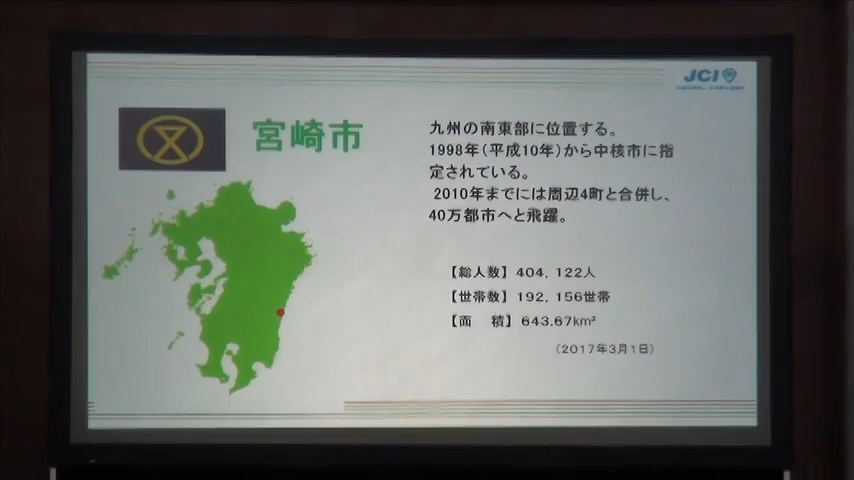 JCI
宮崎市
九州の南東部に位置する。
1998年(平成10年)から中核市に指
定されている。
2010年までには周辺4町と合併し、
40万都市へと飛躍。
【総人数】404,122人
【世帯数】192,156世帯
【面 積】643.67km²
(2017年3月1日)